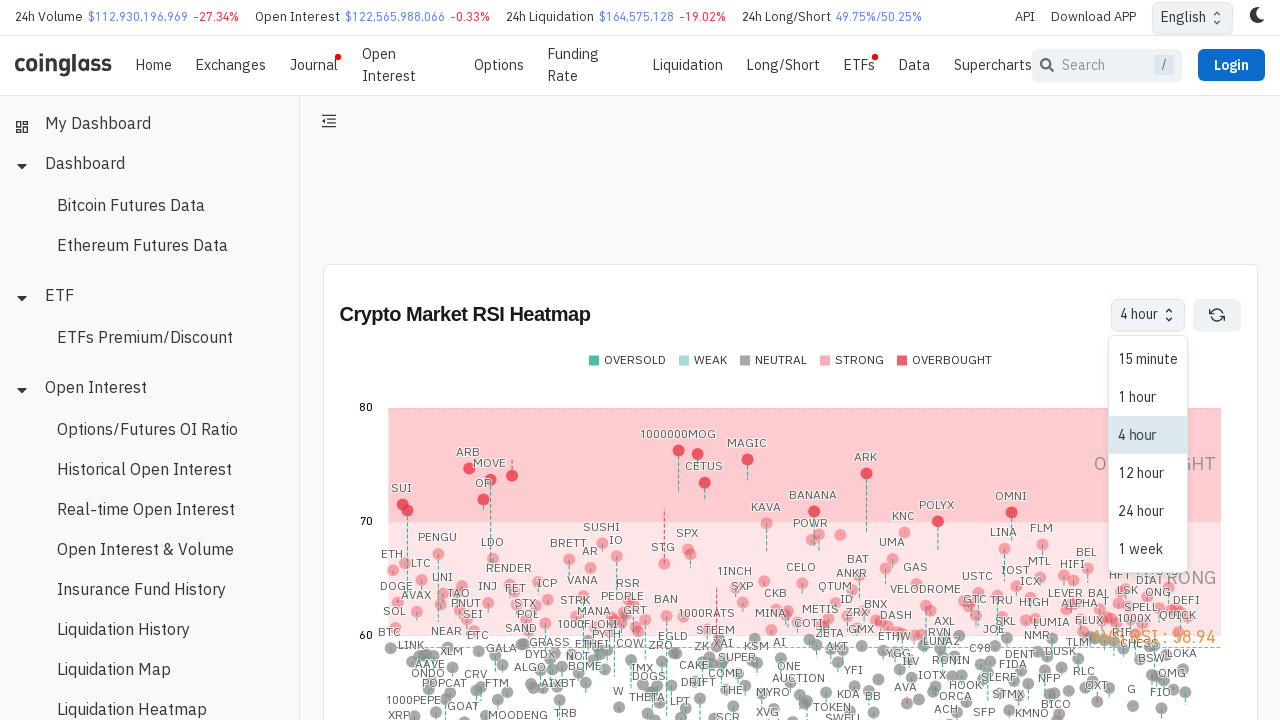 24h Volume $112,930,196,969 -27.34% Open Interest $122,565,988,066 -0.33% 24h Liquidation $164,575,128 -19.02% 24h Long/Short 49.75%/50.25% API Download APP English
coinglass Home Exchanges Journal Open Interest Options Funding Rate Liquidation Long/Short ETFs Data Supercharts Search / Login
My Dashboard
Dashboard
Bitcoin Futures Data
Ethereum Futures Data
ETF
ETFs Premium/Discount
Open Interest
Options/Futures OI Ratio
Historical Open Interest
Real-time Open Interest
Open Interest & Volume
Insurance Fund History
Liquidation History
Liquidation Map
Liquidation Heatmap
Crypto Market RSI Heatmap 4 hour
15 minute
1 hour
4 hour
12 hour
24 hour
1 week
OVERSOLD WEAK NEUTRAL STRONG OVERBOUGHT
80
1000000MOG
MAGIC
ARB
MOVE CETUS ARK
SUI OP BANANA OMNI
KAVA POLYX
70
POWR KNC
SUSHI SPX LINA FLM
PENGU LDO BRETT IO STG UMA
ETH AR BAT BEL
LTC RENDER 1INCH CELO GAS MTL HIFI
DOGE UNI INJ FET ICP VANA RSR SXP ANKR USTC IOST ICX
AVAX TAO PNUT STX STRK PEOPLE BAN CKB QTUM VELODROME LEVER BAL LSK ONG
SOL SEI POL MANA GRT 1000RATS MINA METIS ID BNX GTC TRU HIGH ALPHA SPELL DEFI
1000FLOKI ZRX DASH AXL SKL LUMIA FLUX 1000X QUICK
BTC NEAR ETC SAND PYTH EGLD STEEM COTI ZETA GMX ETHW RVN JOE NMR
60
AVG RSI : 58.94
LINK XLM GALA GRASS ETHFI COW ZRO ZK XAI KSM AI AKT LUNA2 C98 DENT TLM
AAVE DYDX NOT SUPER YGG DUSK BSW LOKA
ONDO CRV ALGO BOME TMX CAKE COMP ONE YFI ILV RONIN FIDA RLC OMG
POPCAT FTM AIXBT DOGS DRIFT THE AUCTION AVA IOTX HOOK SLERF NFP CXT
1000PEPE W THETA LPT MYRO KDA BB ORCA STMX BICO G FIO
XRP GOAT MOODENG TRB SCR XVG TOKEN SWELL ACH SFP KMNO